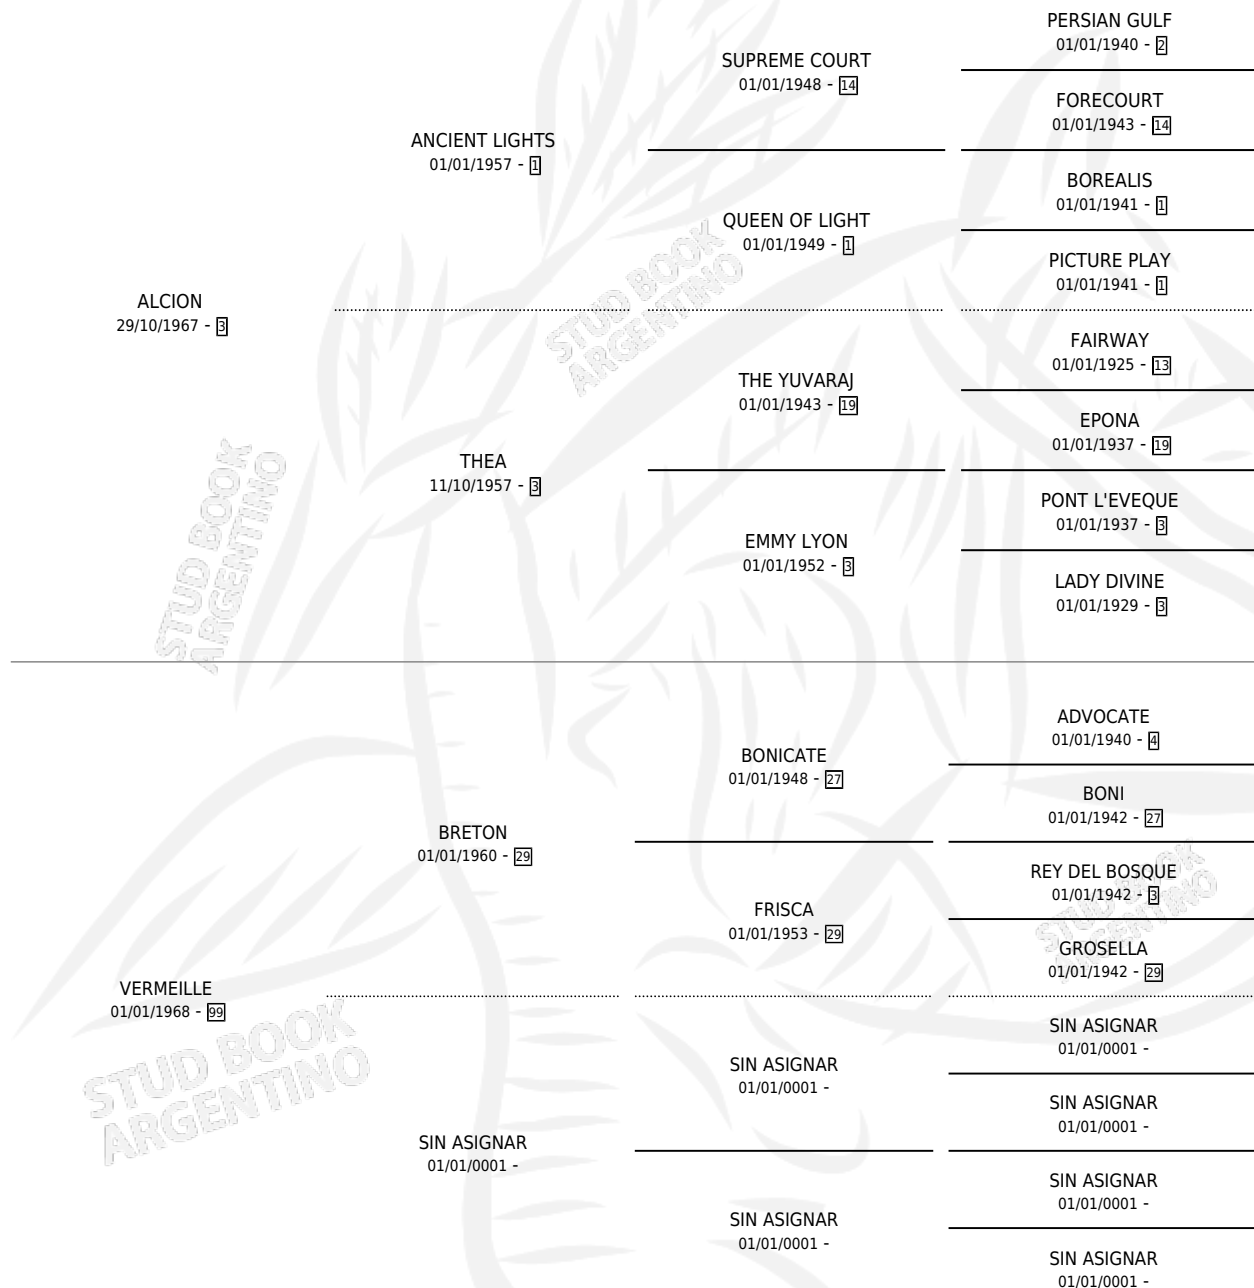 PERSIAN GULF
01/01/1940 - 2
SUPREME COURT
01/01/1948 - 14
FORECOURT
01/01/1943 - 14
ANCIENT LIGHTS
01/01/1957 - 1
BOREALIS
01/01/1941 - 1
QUEEN OF LIGHT
01/01/1949 - 1
PICTURE PLAY
01/01/1941 - 1
ALCION
29/10/1967 - 3
FAIRWAY
01/01/1925 - 13
THE YUVARAJ
01/01/1943 - 19
EPONA
01/01/1937 - 19
THEA
11/10/1957 - 3
PONT L'EVEQUE
01/01/1937 - 3
EMMY LYON
01/01/1952 - 3
LADY DIVINE
01/01/1929 - 3
ADVOCATE
01/01/1940 - 4
BONICATE
01/01/1948 - 27
BONI
01/01/1942 - 27
BRETON
01/01/1960 - 29
REY DEL BOSQUE
01/01/1942 - 3
FRISCA
01/01/1953 - 29
GROSELLA
01/01/1942 - 29
VERMEILLE
01/01/1968 - 99
SIN ASIGNAR
01/01/0001 -
SIN ASIGNAR
01/01/0001 -
SIN ASIGNAR
01/01/0001 -
SIN ASIGNAR
01/01/0001 -
SIN ASIGNAR
01/01/0001 -
SIN ASIGNAR
01/01/0001 -
SIN ASIGNAR
01/01/0001 -
STUD BOOK
ARGENTINO
STUD BOOK
ARGENTINO
STUD BOOK
ARGENTINO
STUD BOOK
ARGENTINO